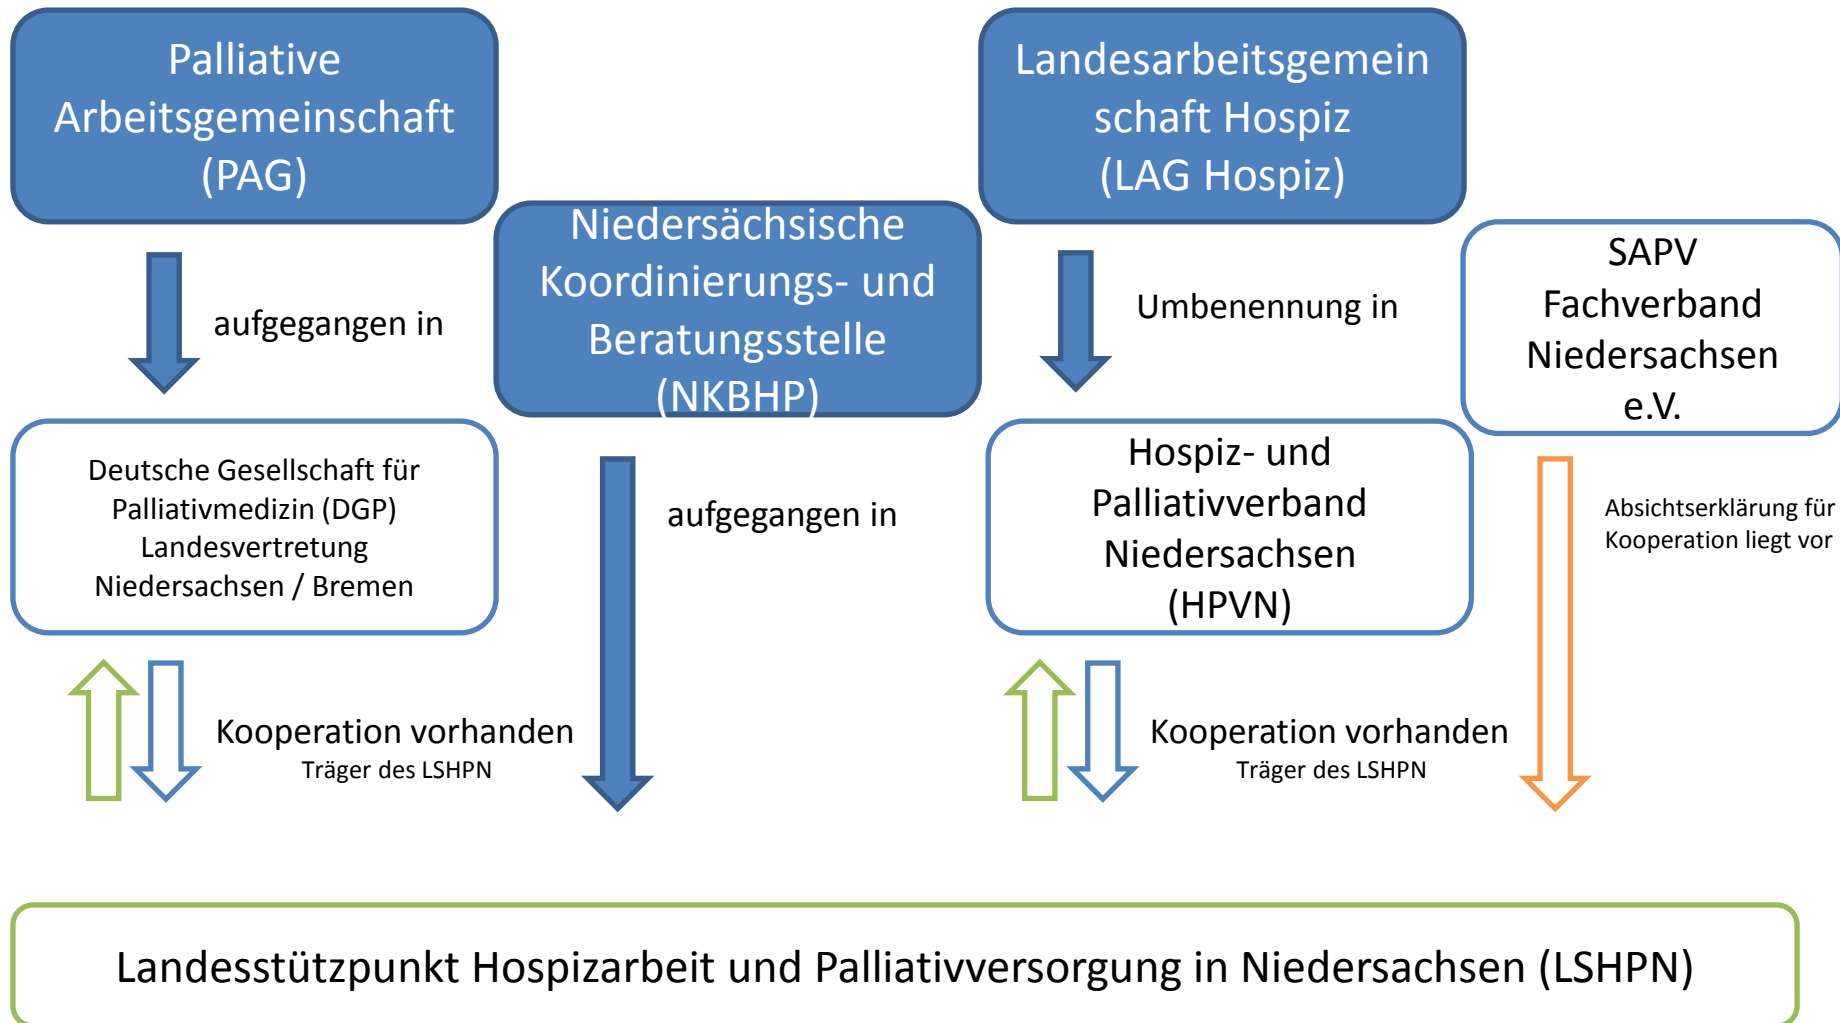 Palliative
Arbeitsgemeinschaft
(PAG)
Landesarbeitsgemein
schaft Hospiz
(LAG Hospiz)
Niedersächsische
Koordinierungs- und
Beratungsstelle
(NKBHP)
SAPV
Fachverband
Niedersachsen
e.V.
aufgegangen in
Umbenennung in
Deutsche Gesellschaft für
Palliativmedizin (DGP)
Landesvertretung
Niedersachsen / Bremen
aufgegangen in
Hospiz- und
Palliativverband
Niedersachsen
(HPVN)
Absichtserklärung für
Kooperation liegt vor
Kooperation vorhanden
Träger des LSHPN
Kooperation vorhanden
Träger des LSHPN
Landesstützpunkt Hospizarbeit und Palliativversorgung in Niedersachsen (LSHPN)